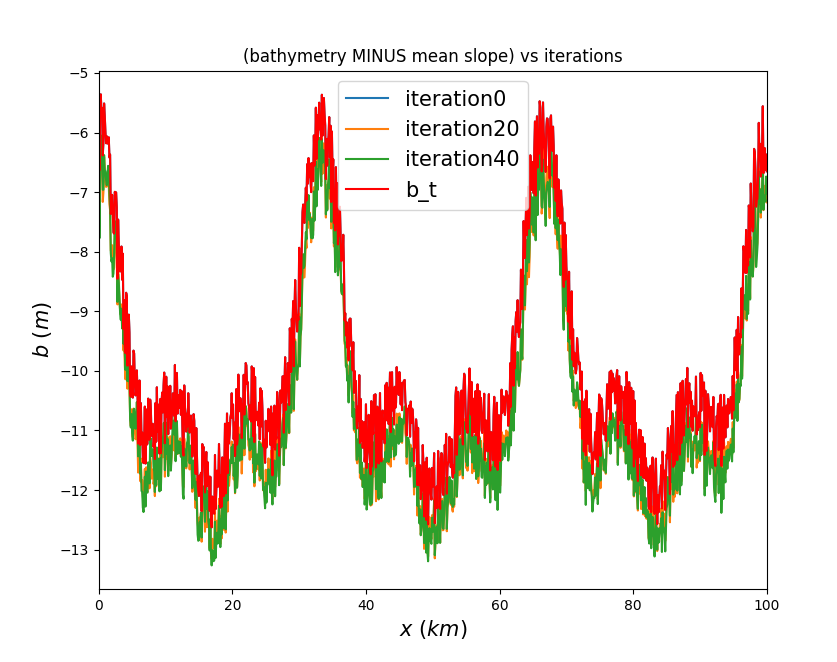 (bathymetry MINUS mean slope) vs iterations
iteration0
iteration20
iteration40
b_t
−5
−6
−7
−8
−9
−10
−11
−12
−13
b (m)
0 20 40 60 80 100
x (km)